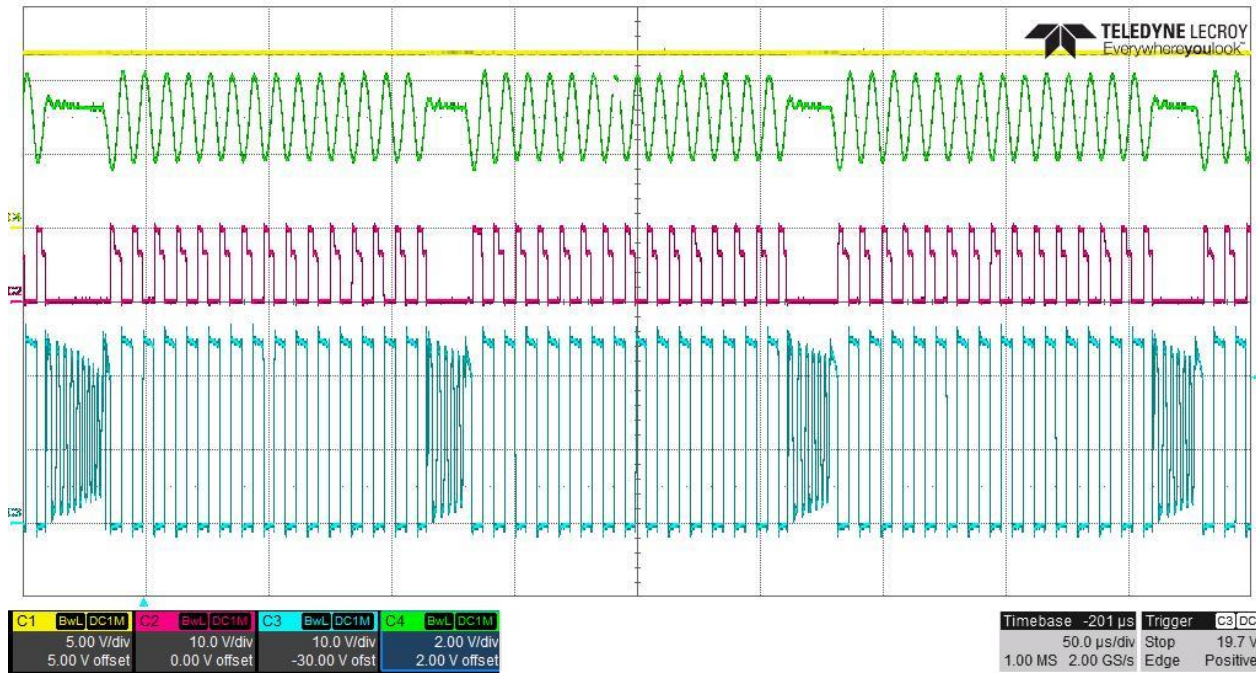 TELEDYNE LECROY
Everywhereyoulook™
C1 BwL DC1M
5.00 V/div
5.00 V offset
C2 BwL DC1M
10.0 V/div
0.00 V offset
C3 BwL DC1M
10.0 V/div
-30.00 V ofst
C4 BwL DC1M
2.00 V/div
2.00 V offset
Timebase -201 µs
50.0 µs/div
1.00 MS 2.00 GS/s
Trigger C3 DC
Stop 19.7 V
Edge Positive